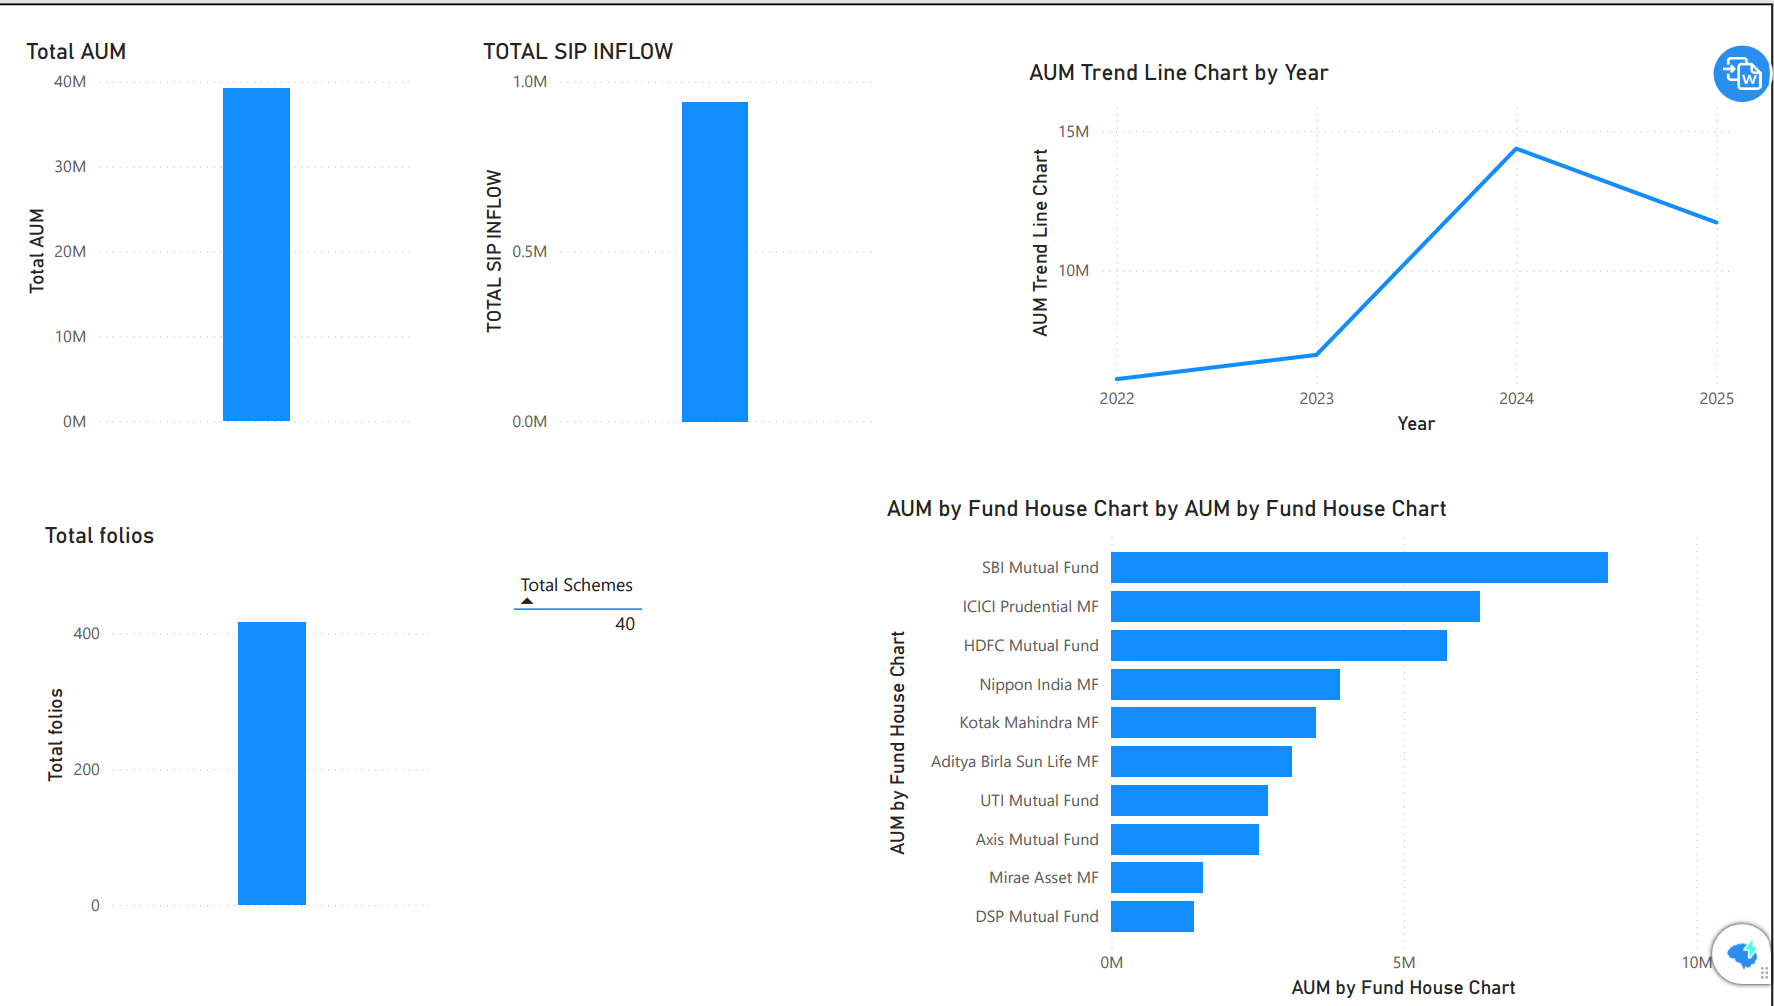 Total AUM
40M
30M
20M
10M
0M
Total AUM
TOTAL SIP INFLOW
1.0M
0.5M
0.0M
TOTAL SIP INFLOW
AUM Trend Line Chart by Year
15M
10M
AUM Trend Line Chart
2022 2023 2024 2025
Year
W
Total folios
400
200
0
Total folios
Total Schemes
40
AUM by Fund House Chart by AUM by Fund House Chart
AUM by Fund House Chart
SBI Mutual Fund
ICICI Prudential MF
HDFC Mutual Fund
Nippon India MF
Kotak Mahindra MF
Aditya Birla Sun Life MF
UTI Mutual Fund
Axis Mutual Fund
Mirae Asset MF
DSP Mutual Fund
0M 5M 10M
AUM by Fund House Chart